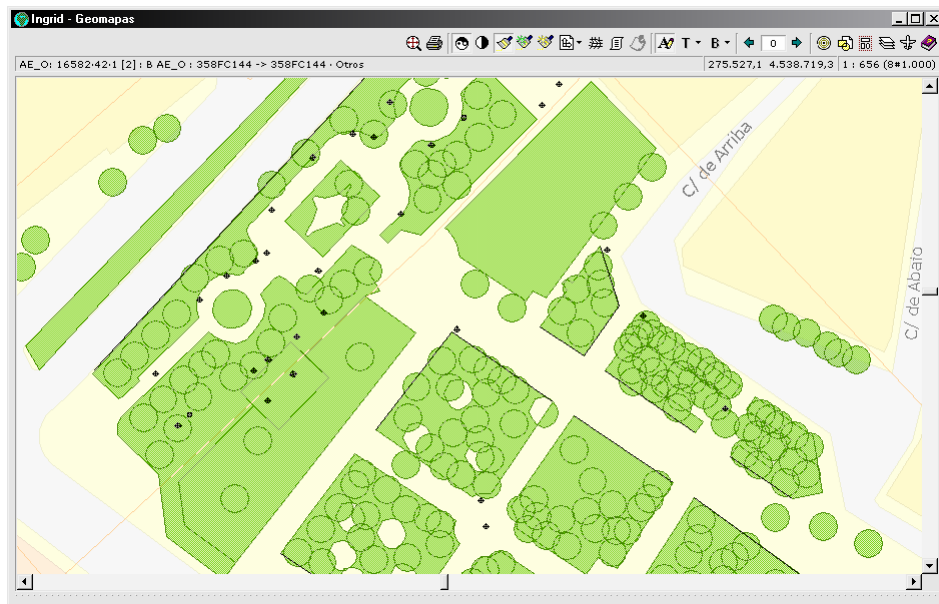 Ingrid - Geomapas
A T B 0
AE_O: 16582·42·1 [2] : B AE_O : 358FC144 -> 358FC144 · Otros
275.527,1 4.538.719,3
1 : 656 (8#1.000)
C/ de Arriba
C/ de Abaio